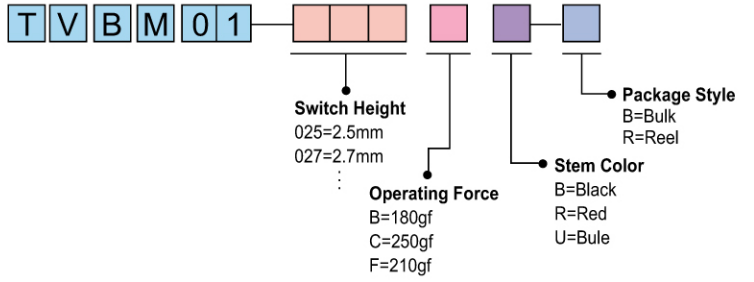 TVBM01
Switch Height
025=2.5mm
027=2.7mm
Operating Force
B=180gf
C=250gf
F=210gf
Stem Color
B=Black
R=Red
U=Bule
Package Style
B=Bulk
R=Reel